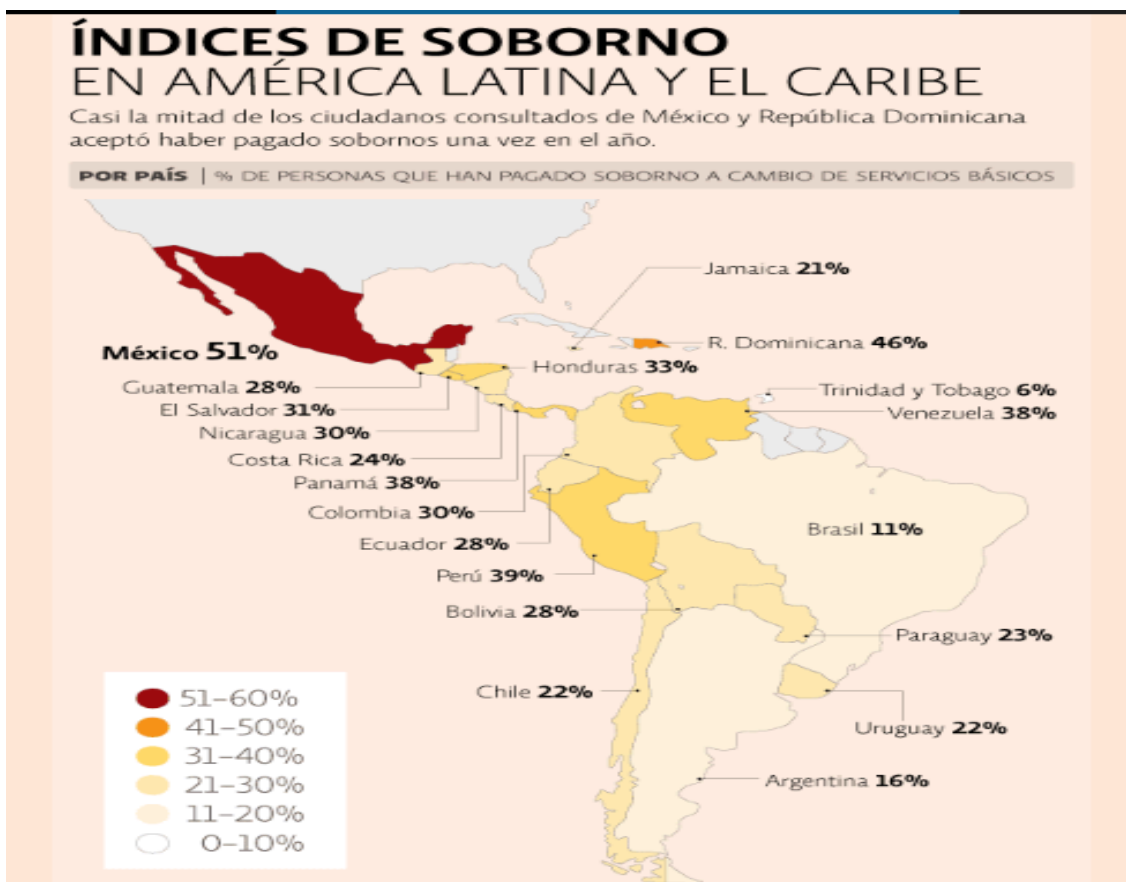 ÍNDICES DE SOBORNO
EN AMÉRICA LATINA Y EL CARIBE
Casi la mitad de los ciudadanos consultados de México y República Dominicana
aceptó haber pagado sobornos una vez en el año.
POR PAÍS | % DE PERSONAS QUE HAN PAGADO SOBORNO A CAMBIO DE SERVICIOS BÁSICOS
Jamaica 21%
R. Dominicana 46%
México 51%
Honduras 33%
Guatemala 28%
Trinidad y Tobago 6%
El Salvador 31%
Venezuela 38%
Nicaragua 30%
Costa Rica 24%
Panamá 38%
Colombia 30%
Brasil 11%
Ecuador 28%
Perú 39%
Bolivia 28%
Paraguay 23%
Chile 22%
Uruguay 22%
Argentina 16%
51–60%
41–50%
31–40%
21–30%
11–20%
0–10%